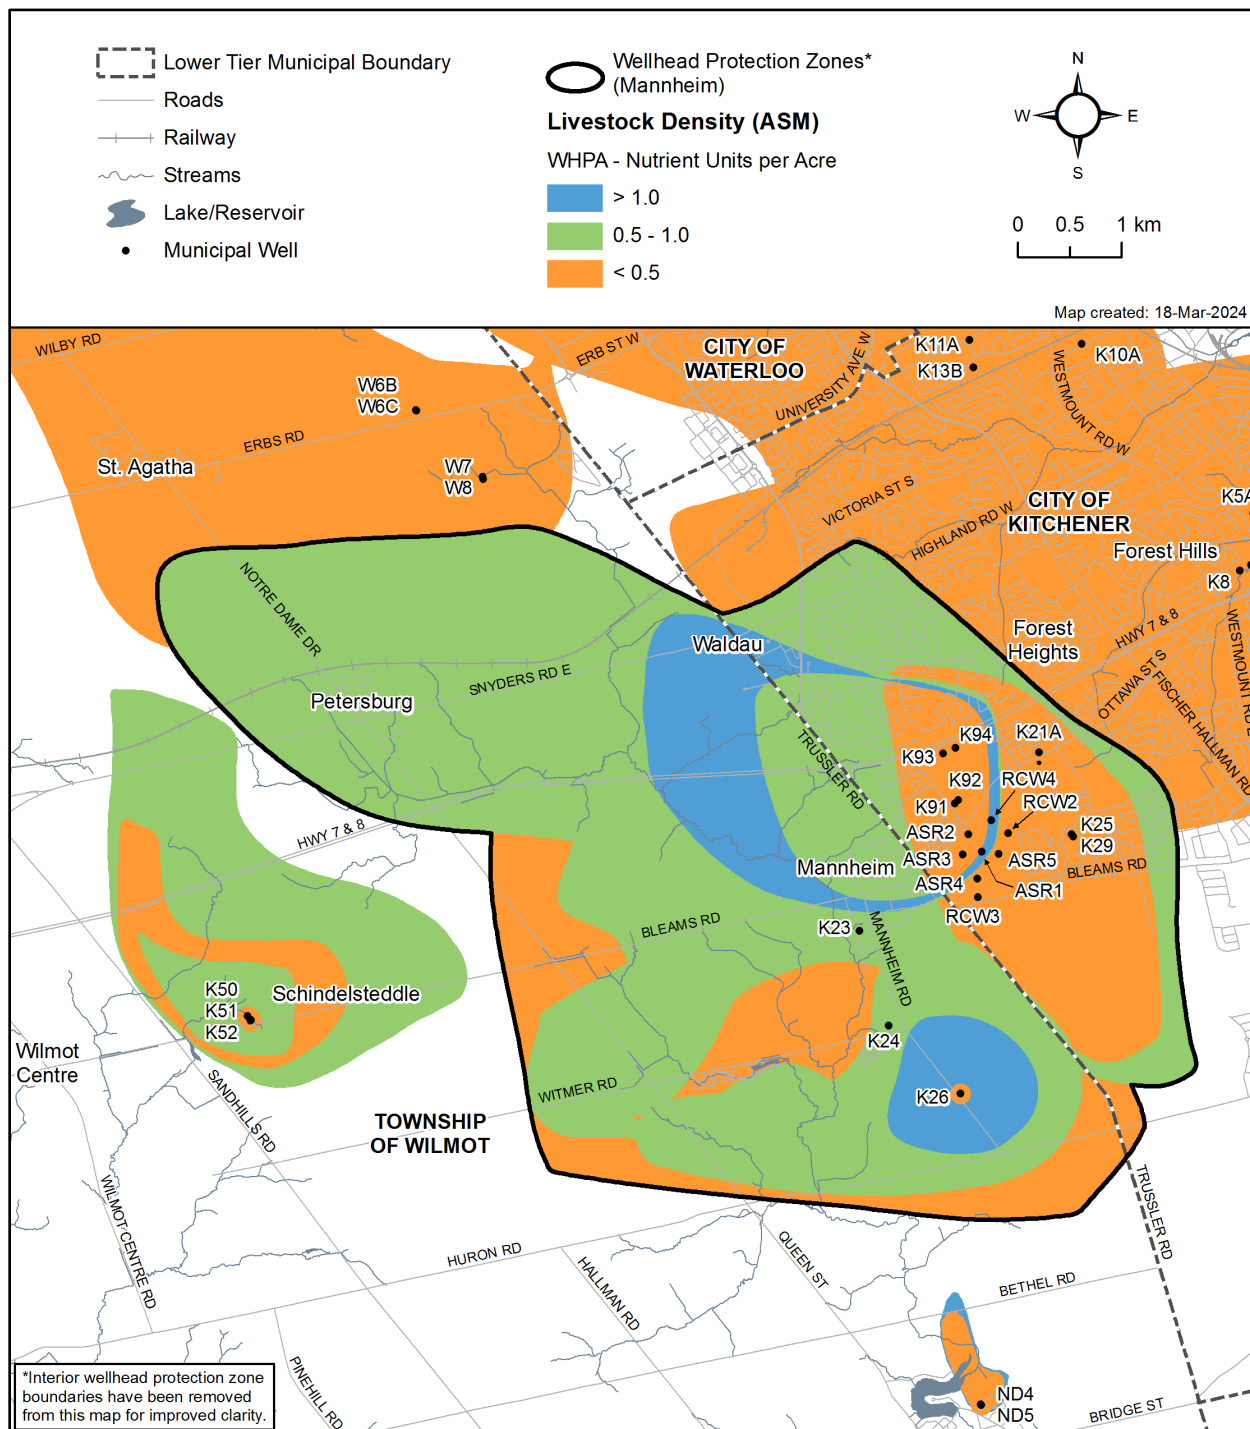 Lower Tier Municipal Boundary
Roads
Railway
Streams
Lake/Reservoir
Municipal Well
Wellhead Protection Zones*
(Mannheim)
Livestock Density (ASM)
WHPA - Nutrient Units per Acre
> 1.0
0.5 - 1.0
< 0.5
N
W
E
S
0 0.5 1 km
Map created: 18-Mar-2024
WILBY RD
ERB ST W
CITY OF
WATERLOO
UNIVERSITY AVE W
K11A
K13B
K10A
WESTMOUNT RD W
W6B
W6C
ERBS RD
St. Agatha
W7
W8
VICTORIA ST S
HIGHLAND RD W
CITY OF
KITCHENER
K5A
Forest Hills
K8
NOTRE DAME DR
Waldau
Forest
Heights
HWY 7 & 8
WESTMOUNT RD E
OTTAWA ST S
FISCHER HALLMAN RD
SNYDERS RD E
Petersburg
TRUSSLER RD
K94
K93
K21A
K92
K91
RCW4
RCW2
ASR2
K25
K29
HWY 7 & 8
Mannheim
ASR3
ASR5
ASR4
ASR1
BLEAMS RD
RCW3
BLEAMS RD
K23
MANNHEIM RD
K50
K51
K52
Schindelsteddle
K24
Wilmot
Centre
SANDHILLS RD
WITMER RD
K26
TOWNSHIP
OF WILMOT
WILMOT CENTRE RD
TRUSSLER RD
HURON RD
HALLMAN RD
QUEEN ST
BETHEL RD
PINEHILL RD
ND4
ND5
BRIDGE ST
*Interior wellhead protection zone
boundaries have been removed
from this map for improved clarity.